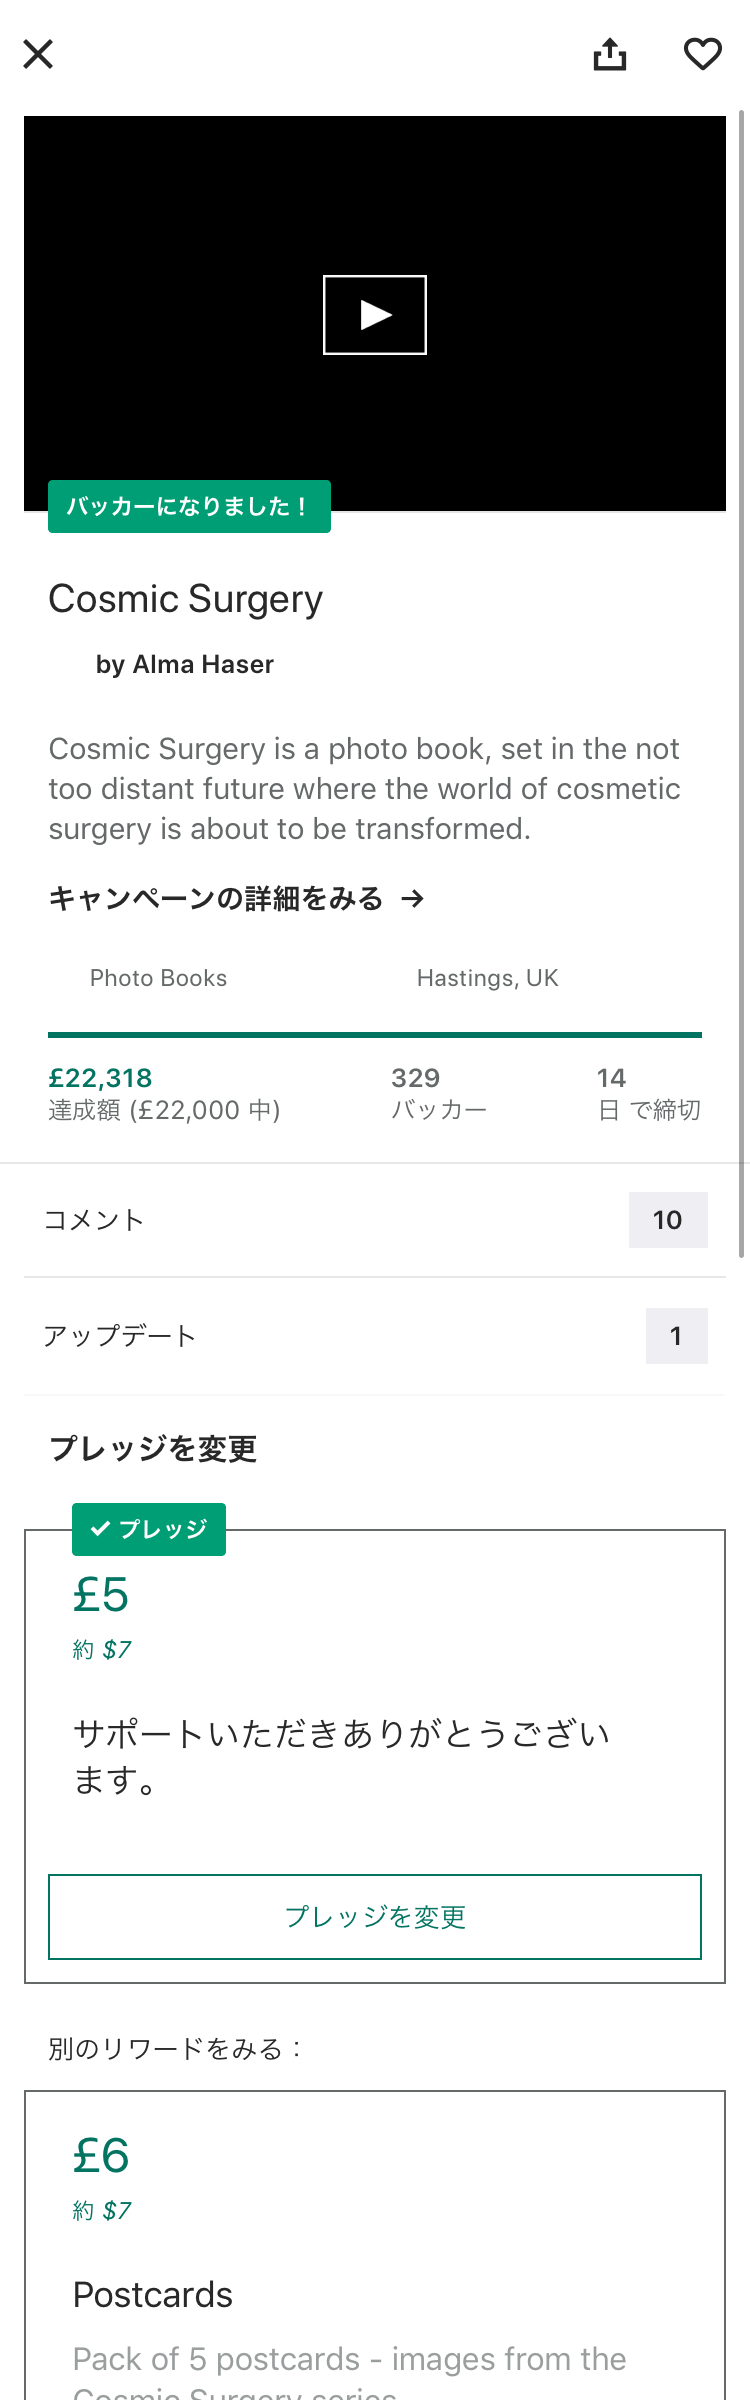 バッカーになりました！
Cosmic Surgery
by Alma Haser
Cosmic Surgery is a photo book, set in the not
too distant future where the world of cosmetic
surgery is about to be transformed.
キャンペーンの詳細をみる →
Photo Books
Hastings, UK
£22,318
達成額 (£22,000 中)
329
バッカー
14
日 で締切
コメント
10
アップデート
1
プレッジを変更
✓ プレッジ
£5
約 $7
サポートいただきありがとうござい
ます。
プレッジを変更
別のリワードをみる：
£6
約 $7
Postcards
Pack of 5 postcards - images from the
Cosmic Surgery series